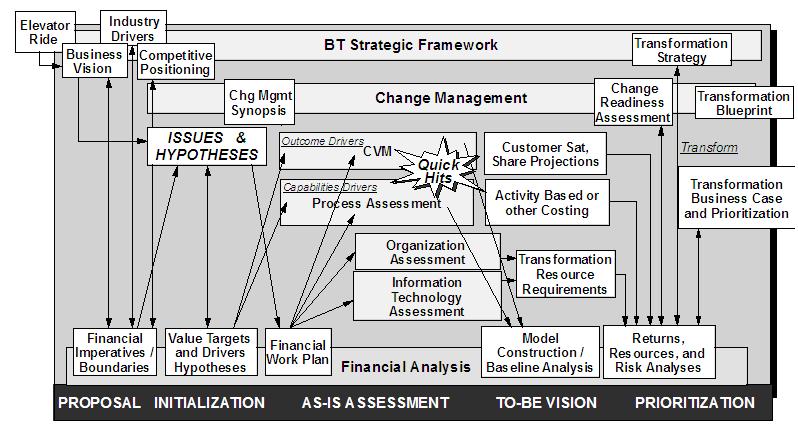 Elevator
Ride
Industry
Drivers
Business
Vision
Competitive
Positioning
BT Strategic Framework
Transformation
Strategy
Chg Mgmt
Synopsis
Change Management
Change
Readiness
Assessment
Transformation
Blueprint
ISSUES &
HYPOTHESES
Outcome Drivers
CVM
Quick
Hits
Customer Sat,
Share Projections
Transform
Capabilities Drivers
Process Assessment
Activity Based or
other Costing
Transformation
Business Case
and Prioritization
Organization
Assessment
Transformation
Resource
Requirements
Information
Technology
Assessment
Financial
Imperatives /
Boundaries
Value Targets
and Drivers
Hypotheses
Financial
Work Plan
Financial Analysis
Model
Construction /
Baseline Analysis
Returns,
Resources, and
Risk Analyses
PROPOSAL INITIALIZATION AS-IS ASSESSMENT TO-BE VISION PRIORITIZATION